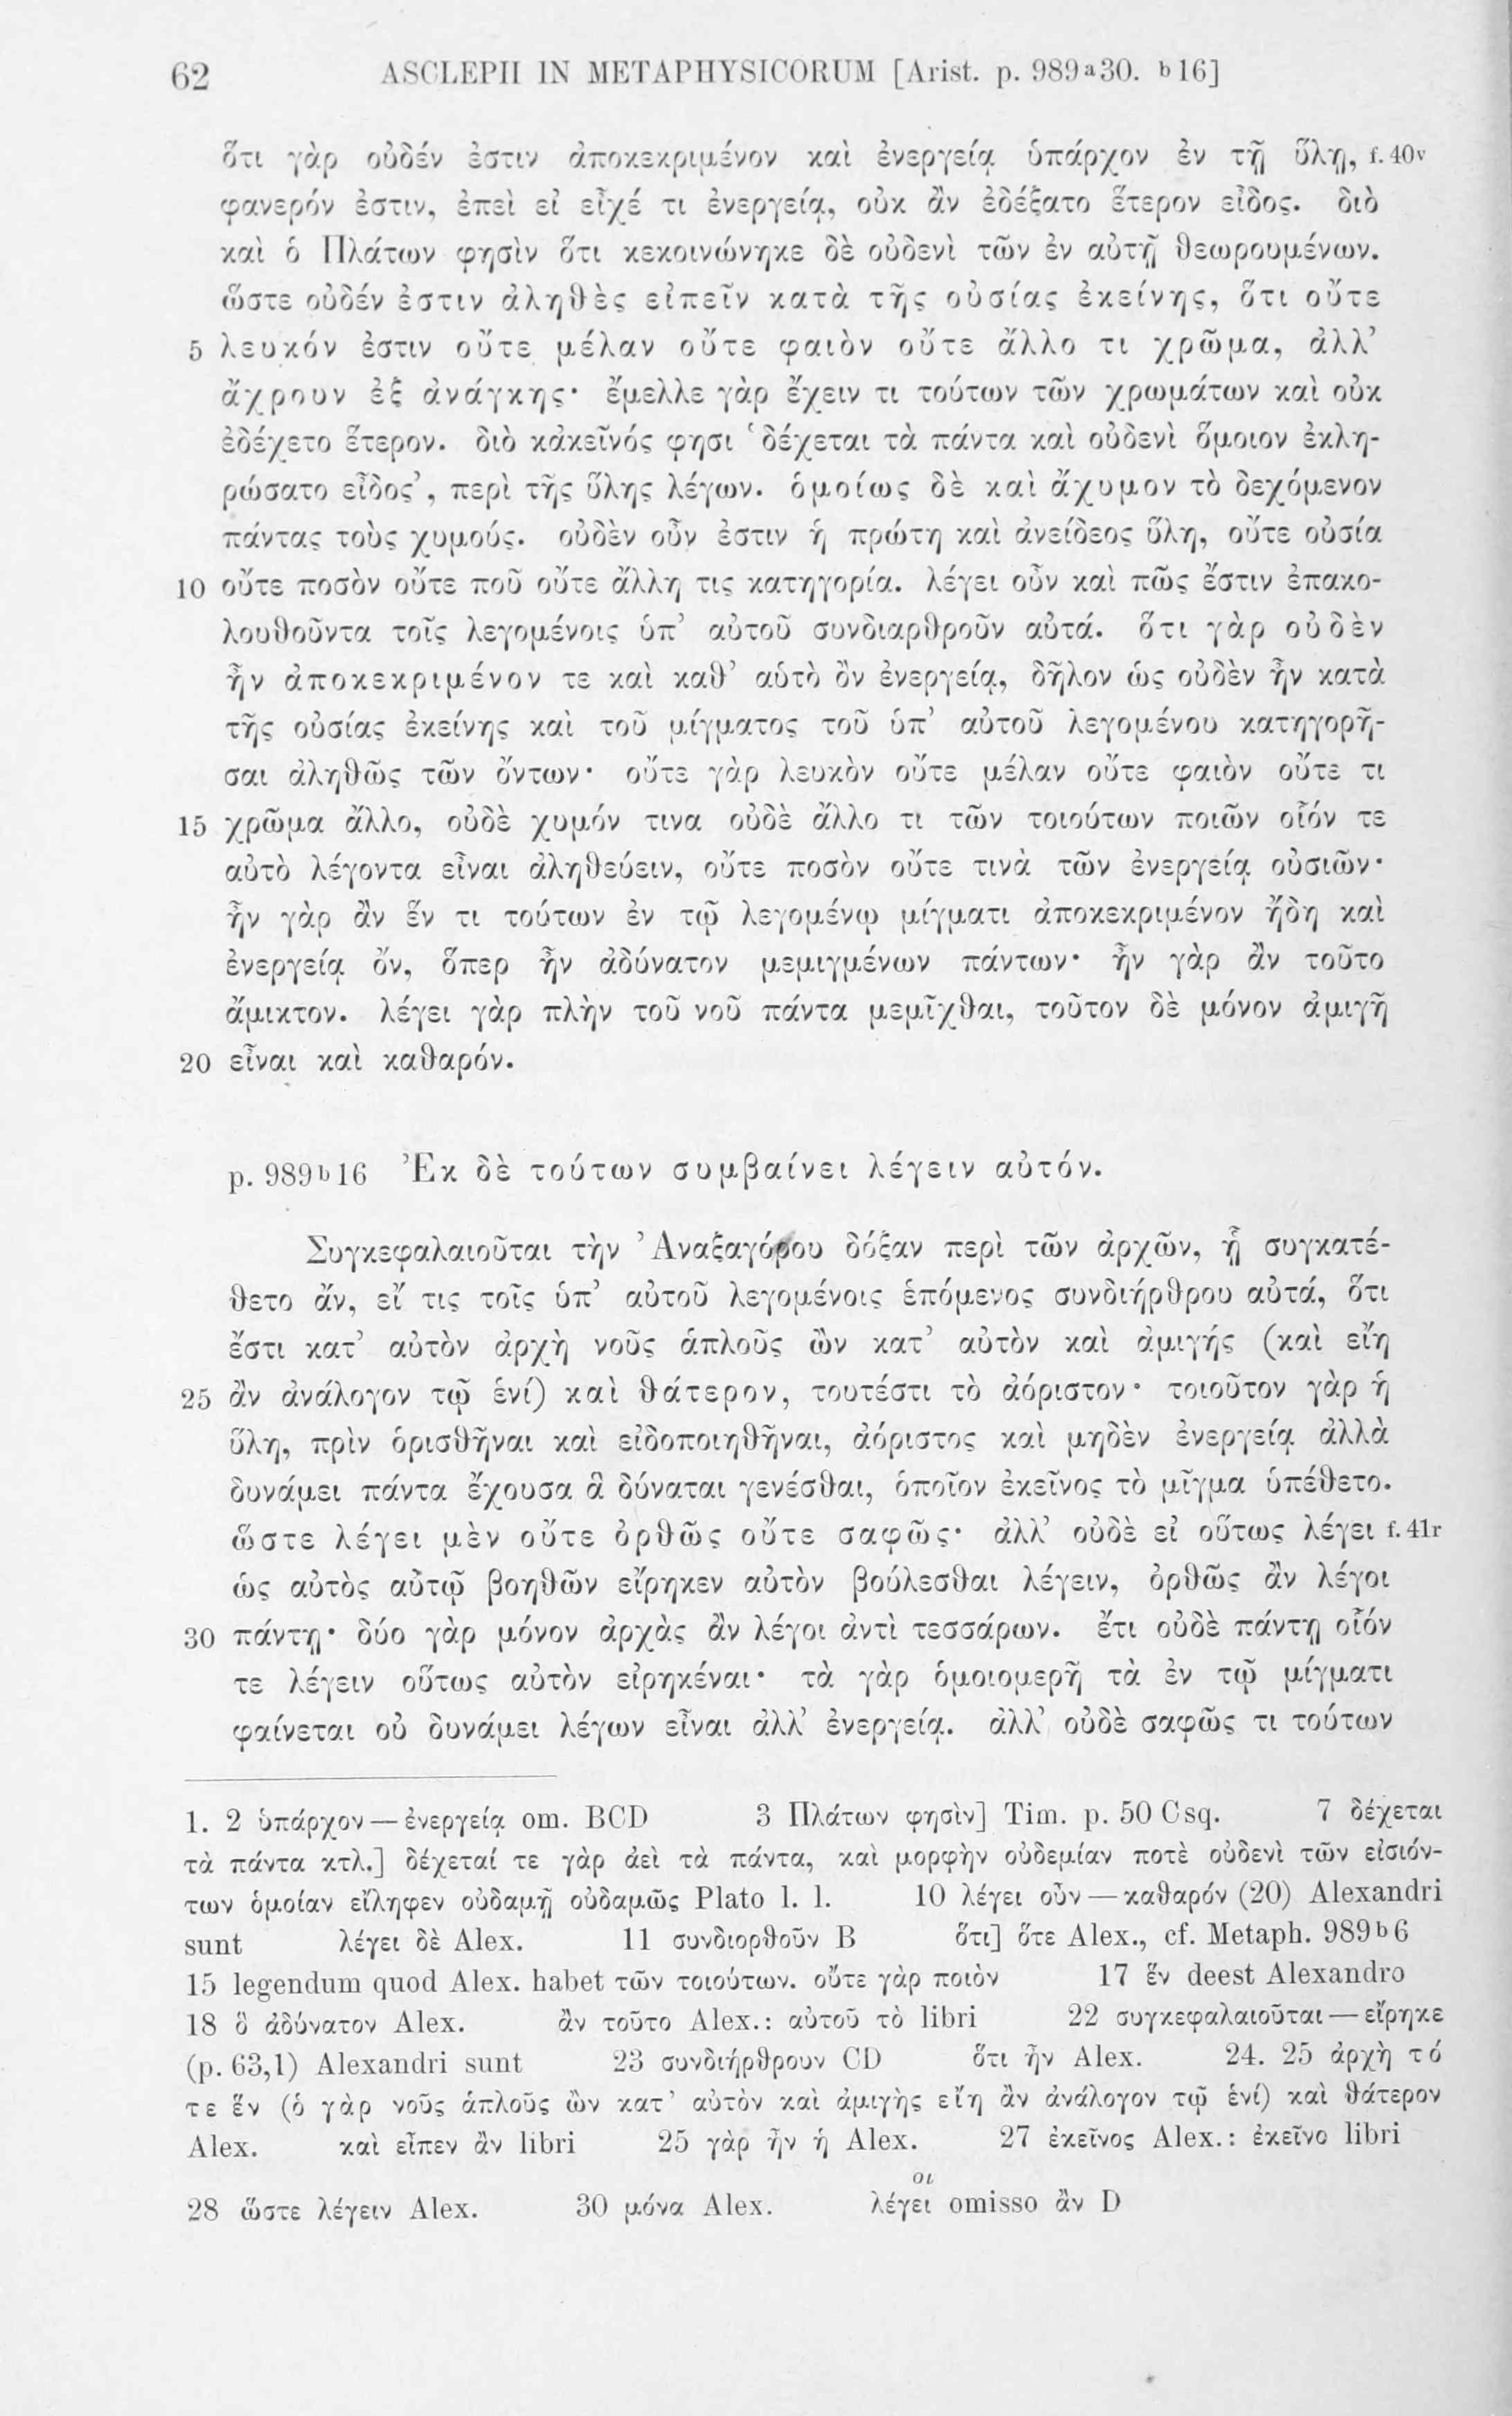 62 ASCLEPII IN METAPHYSICORUM [Arist. p. 989ᵃ30. ᵇ16]
ὅτι γὰρ οὐδέν ἐστιν ἀποκεκριμένον καὶ ἐνεργείᾳ ὑπάρχον ἐν τῇ ὕλῃ, f. 40v
φανερόν ἐστιν, ἐπεὶ εἰ εἶχέ τι ἐνεργείᾳ, οὐκ ἂν ἐδέξατο ἕτερον εἶδος. διὸ
καὶ ὁ Πλάτων φησὶν ὅτι κεκοινώνηκε δὲ οὐδενὶ τῶν ἐν αὐτῇ θεωρουμένων.
ὥστε οὐδέν ἐστιν ἀληθὲς εἰπεῖν κατὰ τῆς οὐσίας ἐκείνης, ὅτι οὔτε
5 λευκόν ἐστιν οὔτε μέλαν οὔτε φαιὸν οὔτε ἄλλο τι χρῶμα, ἀλλ’
ἄχρουν ἐξ ἀνάγκης· ἔμελλε γὰρ ἔχειν τι τούτων τῶν χρωμάτων καὶ οὐκ
ἐδέχετο ἕτερον. διὸ κἀκεῖνός φησι ‘δέχεται τὰ πάντα καὶ οὐδενὶ ὅμοιον ἐκλη-
ρώσατο εἶδος’, περὶ τῆς ὕλης λέγων. ὁμοίως δὲ καὶ ἄχυμον τὸ δεχόμενον
πάντας τοὺς χυμούς. οὐδὲν οὖν ἐστιν ἡ πρώτη καὶ ἀνείδεος ὕλη, οὔτε οὐσία
10 οὔτε ποσὸν οὔτε ποῦ οὔτε ἄλλη τις κατηγορία. λέγει οὖν καὶ πῶς ἔστιν ἐπακο-
λουθοῦντα τοῖς λεγομένοις ὑπ’ αὐτοῦ συνδιαρθροῦν αὐτά. ὅτι γὰρ οὐδὲν
ἦν ἀποκεκριμένον τε καὶ καθ’ αὑτὸ ὂν ἐνεργείᾳ, δῆλον ὡς οὐδὲν ἦν κατὰ
τῆς οὐσίας ἐκείνης καὶ τοῦ μίγματος τοῦ ὑπ’ αὐτοῦ λεγομένου κατηγορῆ-
σαι ἀληθῶς τῶν ὄντων· οὔτε γὰρ λευκὸν οὔτε μέλαν οὔτε φαιὸν οὔτε τι
15 χρῶμα ἄλλο, οὐδὲ χυμόν τινα οὐδὲ ἄλλο τι τῶν τοιούτων ποιῶν οἷόν τε
αὐτὸ λέγοντα εἶναι ἀληθεύειν, οὔτε ποσὸν οὔτε τινὰ τῶν ἐνεργείᾳ οὐσιῶν·
ἦν γὰρ ἂν ἕν τι τούτων ἐν τῷ λεγομένῳ μίγματι ἀποκεκριμένον ἤδη καὶ
ἐνεργείᾳ ὄν, ὅπερ ἦν ἀδύνατον μεμιγμένων πάντων· ἦν γὰρ ἂν τοῦτο
ἄμικτον. λέγει γὰρ πλὴν τοῦ νοῦ πάντα μεμῖχθαι, τοῦτον δὲ μόνον ἀμιγῆ
20 εἶναι καὶ καθαρόν.
p. 989ᵇ16 Ἐκ δὲ τούτων συμβαίνει λέγειν αὐτόν.
Συγκεφαλαιοῦται τὴν Ἀναξαγόρου δόξαν περὶ τῶν ἀρχῶν, ᾗ συγκατέ-
θετο ἄν, εἴ τις τοῖς ὑπ’ αὐτοῦ λεγομένοις ἑπόμενος συνδιήρθρου αὐτά, ὅτι
ἔστι κατ’ αὐτὸν ἀρχὴ νοῦς ἁπλοῦς ὢν κατ’ αὐτὸν καὶ ἀμιγής (καὶ εἴη
25 ἂν ἀνάλογον τῷ ἑνί) καὶ θάτερον, τουτέστι τὸ ἀόριστον· τοιοῦτον γὰρ ἡ
ὕλη, πρὶν ὁρισθῆναι καὶ εἰδοποιηθῆναι, ἀόριστος καὶ μηδὲν ἐνεργείᾳ ἀλλὰ
δυνάμει πάντα ἔχουσα ἃ δύναται γενέσθαι, ὁποῖον ἐκεῖνος τὸ μῖγμα ὑπέθετο.
ὥστε λέγει μὲν οὔτε ὀρθῶς οὔτε σαφῶς· ἀλλ’ οὐδὲ εἰ οὕτως λέγει f. 41r
ὡς αὐτὸς αὐτῷ βοηθῶν εἴρηκεν αὐτὸν βούλεσθαι λέγειν, ὀρθῶς ἂν λέγοι
30 πάντῃ· δύο γὰρ μόνον ἀρχὰς ἂν λέγοι ἀντὶ τεσσάρων. ἔτι οὐδὲ πάντῃ οἷόν
τε λέγειν οὕτως αὐτὸν εἰρηκέναι· τὰ γὰρ ὁμοιομερῆ τὰ ἐν τῷ μίγματι
φαίνεται οὐ δυνάμει λέγων εἶναι ἀλλ’ ἐνεργείᾳ. ἀλλ’ οὐδὲ σαφῶς τι τούτων
1. 2 ὑπάρχον — ἐνεργείᾳ om. BCD 3 Πλάτων φησὶν] Tim. p. 50 C sq. 7 δέχεται
τὰ πάντα κτλ.] δέχεταί τε γὰρ ἀεὶ τὰ πάντα, καὶ μορφὴν οὐδεμίαν ποτὲ οὐδενὶ τῶν εἰσιόν-
των ὁμοίαν εἴληφεν οὐδαμῇ οὐδαμῶς Plato l. l. 10 λέγει οὖν — καθαρόν (20) Alexandri
sunt λέγει δὲ Alex. 11 συνδιορθοῦν B ὅτι] ὅτε Alex., cf. Metaph. 989ᵇ6
15 legendum quod Alex. habet τῶν τοιούτων. οὔτε γὰρ ποιὸν 17 ἕν deest Alexandro
18 ὃ ἀδύνατον Alex. ἂν τοῦτο Alex.: αὐτοῦ τὸ libri 22 συγκεφαλαιοῦται — εἴρηκε
(p. 63,1) Alexandri sunt 23 συνδιήρθρουν CD ὅτι ἦν Alex. 24. 25 ἀρχὴ τό
τε ἓν (ὁ γὰρ νοῦς ἁπλοῦς ὢν κατ’ αὐτὸν καὶ ἀμιγὴς εἴη ἂν ἀνάλογον τῷ ἑνί) καὶ θάτερον
Alex. καὶ εἶπεν ἂν libri 25 γὰρ ἦν ἡ Alex. 27 ἐκεῖνος Alex.: ἐκεῖνο libri
οι
28 ὥστε λέγειν Alex. 30 μόνα Alex. λέγει omisso ἂν D